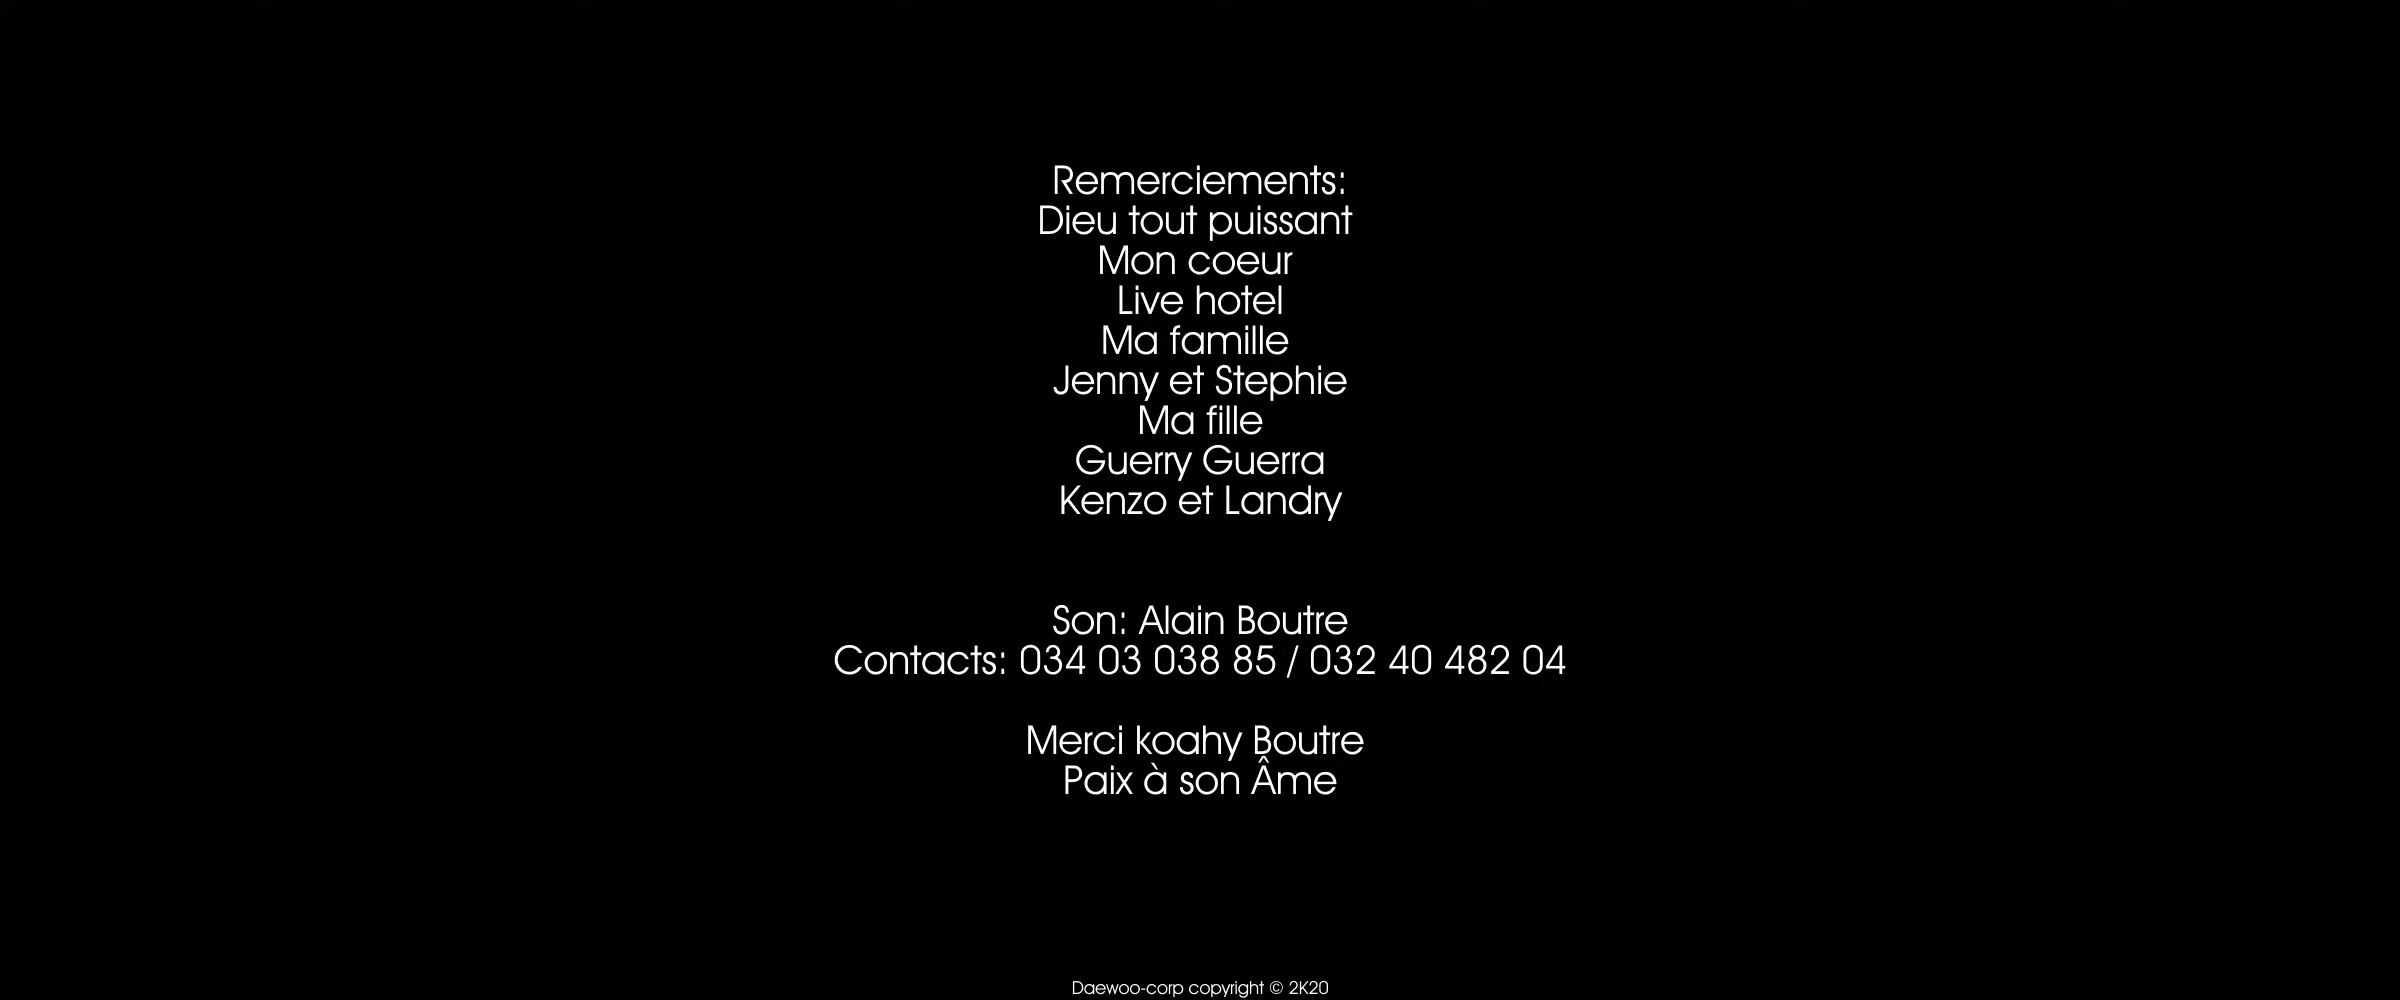 Remerciements:
Dieu tout puissant
Mon coeur
Live hotel
Ma famille
Jenny et Stephie
Ma fille
Guerry Guerra
Kenzo et Landry
Son: Alain Boutre
Contacts: 034 03 038 85 / 032 40 482 04
Merci koahy Boutre
Paix à son Âme
Daewoo-corp copyright © 2K20